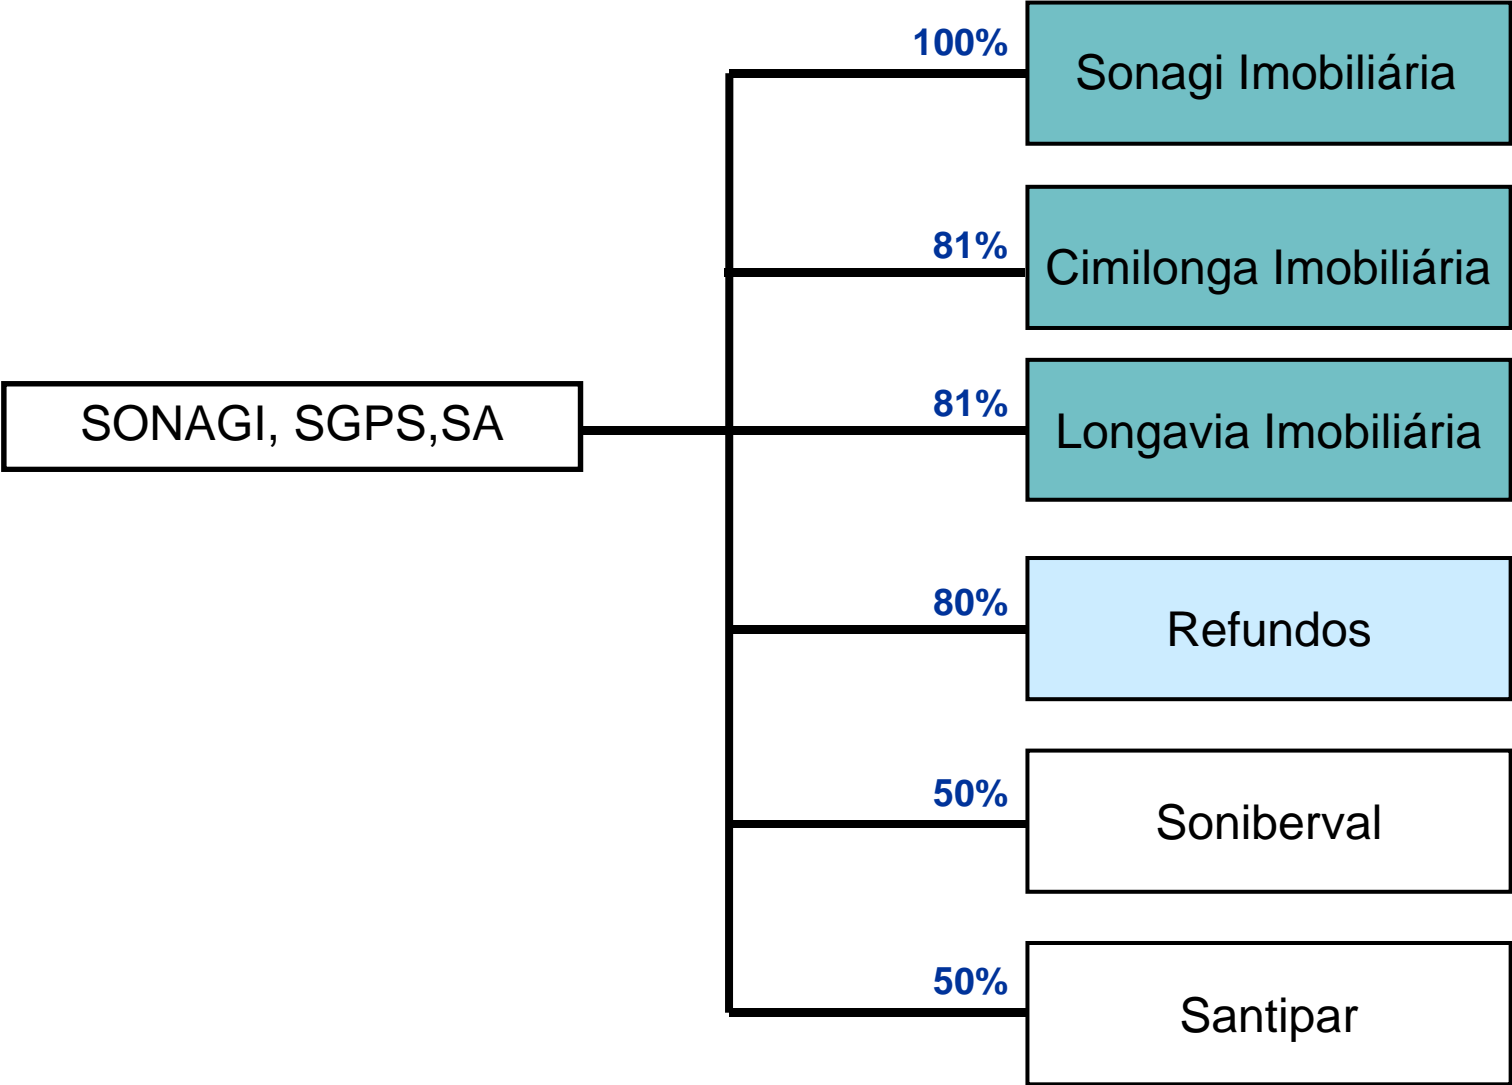 100%
Sonagi Imobiliária
81%
Cimilonga Imobiliária
81%
Longavia Imobiliária
SONAGI, SGPS,SA
80%
Refundos
50%
Soniberval
50%
Santipar